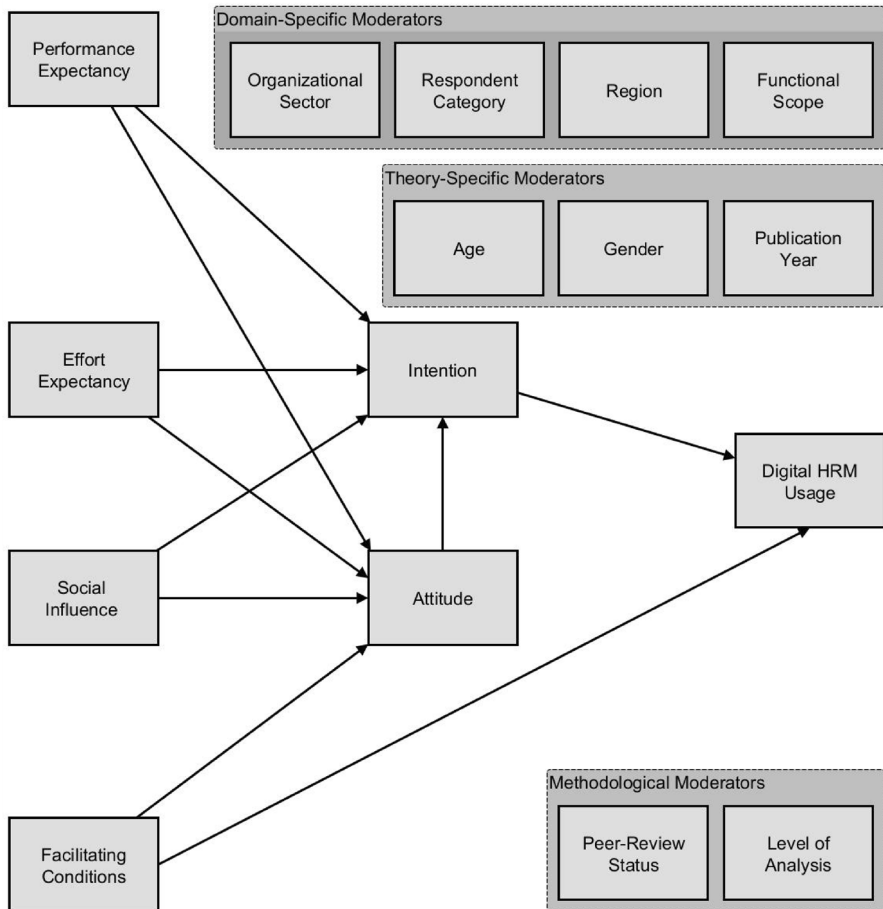 Performance
Expectancy
Domain-Specific Moderators
Organizational
Sector
Respondent
Category
Region
Functional
Scope
Theory-Specific Moderators
Age
Gender
Publication
Year
Effort
Expectancy
Intention
Digital HRM
Usage
Social
Influence
Attitude
Methodological Moderators
Peer-Review
Status
Level of
Analysis
Facilitating
Conditions